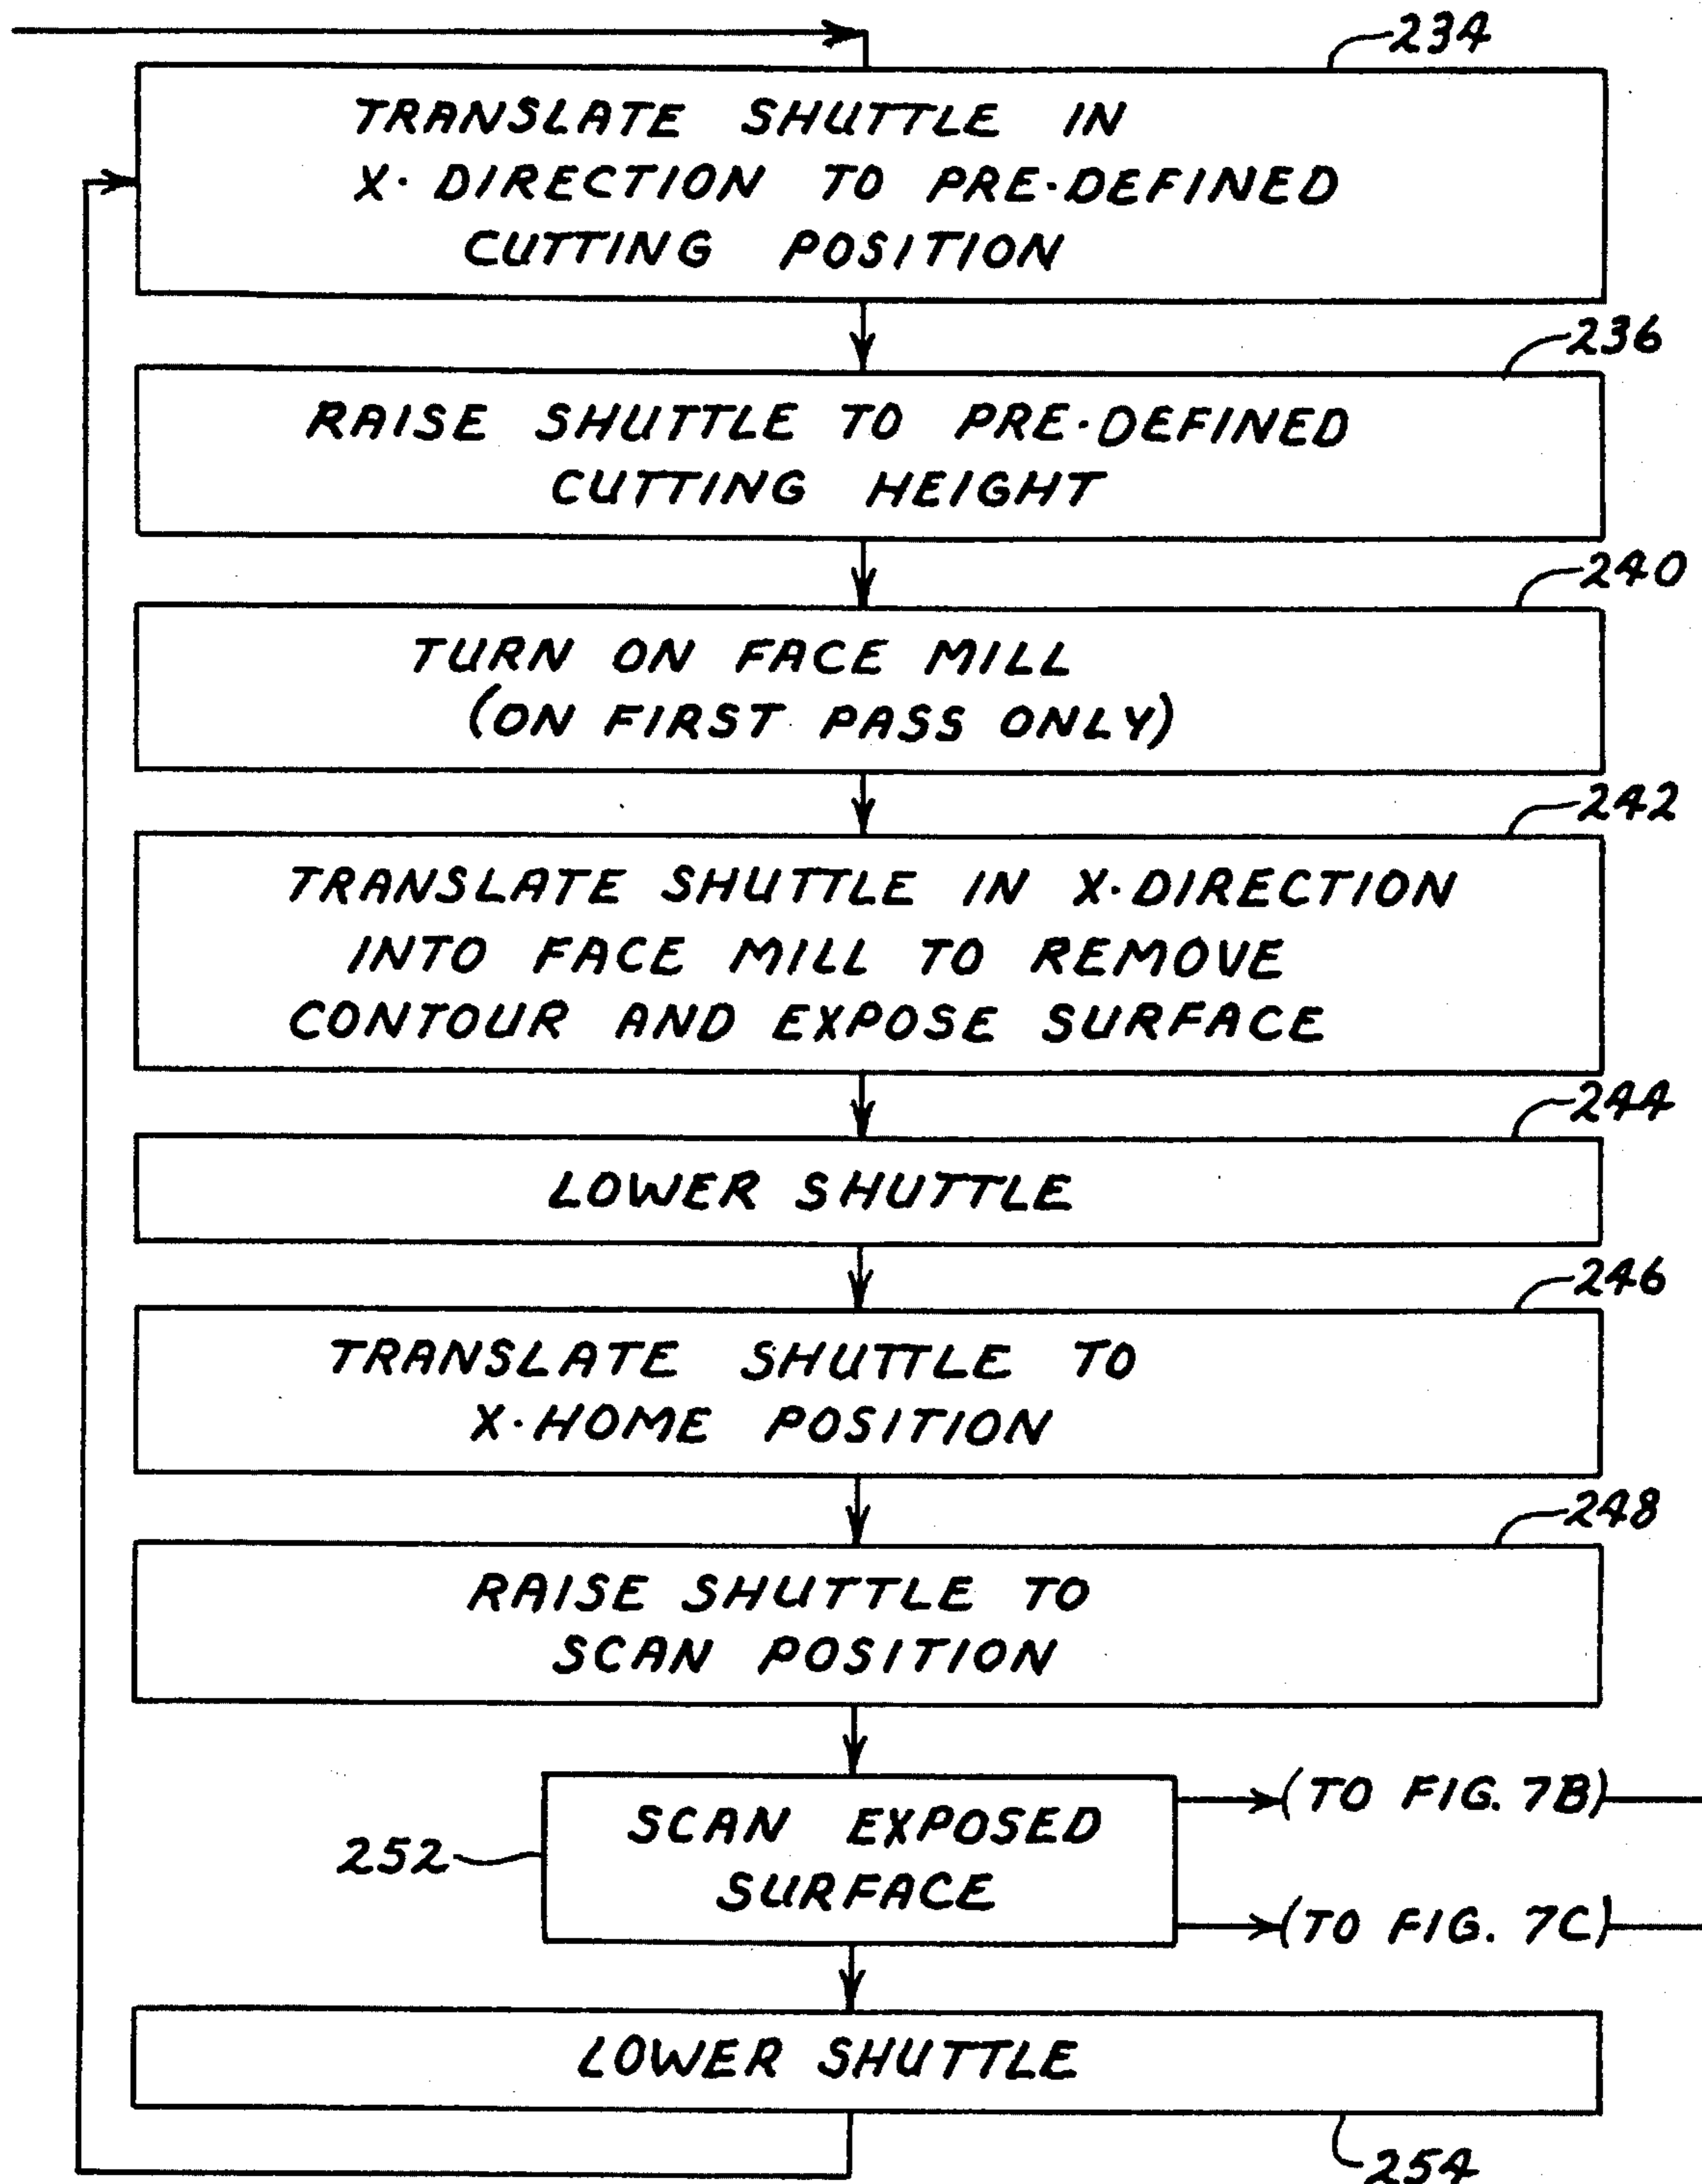 234
TRANSLATE SHUTTLE IN
X-DIRECTION TO PRE-DEFINED
CUTTING POSITION
236
RAISE SHUTTLE TO PRE-DEFINED
CUTTING HEIGHT
240
TURN ON FACE MILL
(ON FIRST PASS ONLY)
242
TRANSLATE SHUTTLE IN X-DIRECTION
INTO FACE MILL TO REMOVE
CONTOUR AND EXPOSE SURFACE
244
LOWER SHUTTLE
246
TRANSLATE SHUTTLE TO
X-HOME POSITION
248
RAISE SHUTTLE TO
SCAN POSITION
(TO FIG. 7B)
SCAN EXPOSED
252
SURFACE
(TO FIG. 7C)
LOWER SHUTTLE
254